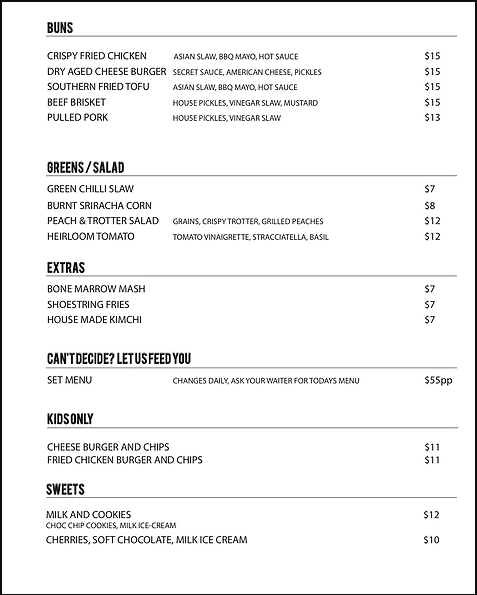 BUNS
CRISPY FRIED CHICKEN ASIAN SLAW, BBQ MAYO, HOT SAUCE $15
DRY AGED CHEESE BURGER SECRET SAUCE, AMERICAN CHEESE, PICKLES $15
SOUTHERN FRIED TOFU ASIAN SLAW, BBQ MAYO, HOT SAUCE $15
BEEF BRISKET HOUSE PICKLES, VINEGAR SLAW, MUSTARD $15
PULLED PORK HOUSE PICKLES, VINEGAR SLAW $13
GREENS / SALAD
GREEN CHILLI SLAW $7
BURNT SRIRACHA CORN $8
PEACH & TROTTER SALAD GRAINS, CRISPY TROTTER, GRILLED PEACHES $12
HEIRLOOM TOMATO TOMATO VINAIGRETTE, STRACCIATELLA, BASIL $12
EXTRAS
BONE MARROW MASH $7
SHOESTRING FRIES $7
HOUSE MADE KIMCHI $7
CAN'T DECIDE? LET US FEED YOU
SET MENU CHANGES DAILY, ASK YOUR WAITER FOR TODAYS MENU $55pp
KIDS ONLY
CHEESE BURGER AND CHIPS $11
FRIED CHICKEN BURGER AND CHIPS $11
SWEETS
MILK AND COOKIES $12
CHOC CHIP COOKIES, MILK ICE-CREAM
CHERRIES, SOFT CHOCOLATE, MILK ICE CREAM $10